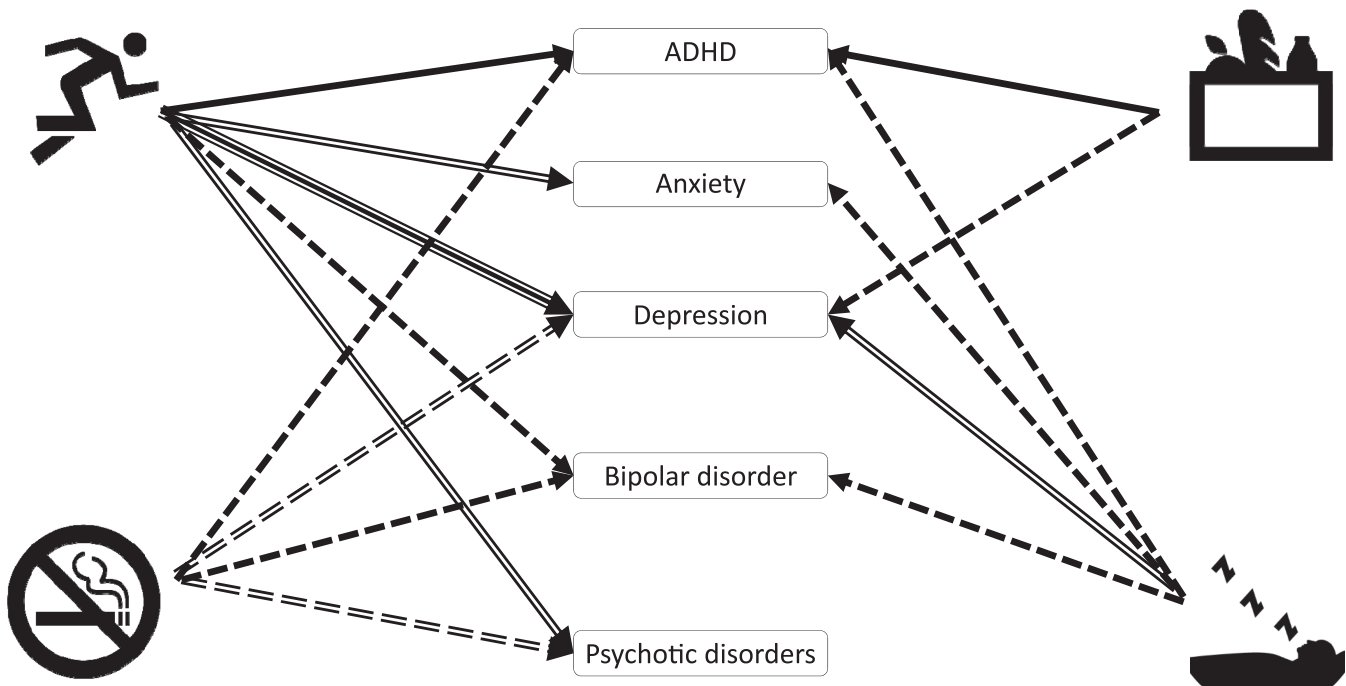 ADHD
Anxiety
Depression
Bipolar disorder
Psychotic disorders